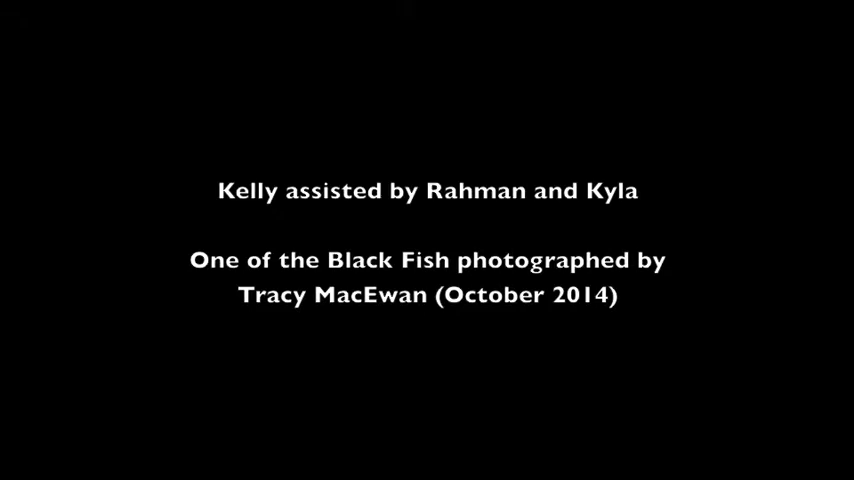 Kelly assisted by Rahman and Kyla
One of the Black Fish photographed by
Tracy MacEwan (October 2014)